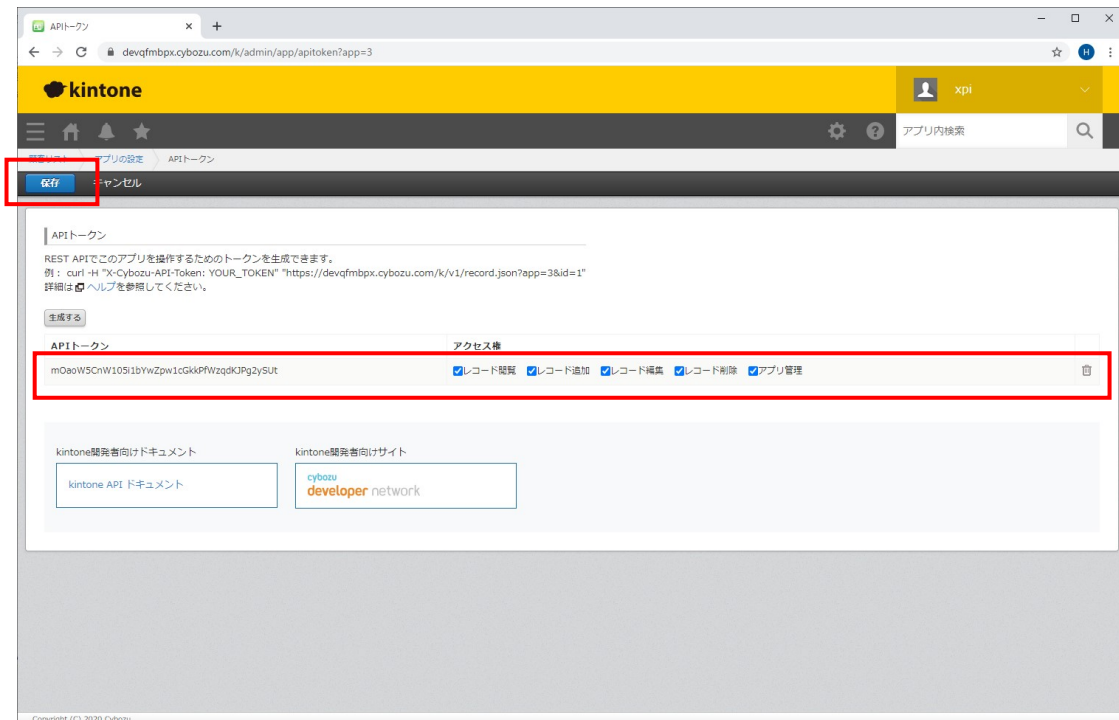 APIトークン
devqfmbpx.cybozu.com/k/admin/app/apitoken?app=3
H
kintone
xpi
アプリ内検索
アプリの設定 APIトークン
保存 キャンセル
APIトークン
REST APIでこのアプリを操作するためのトークンを生成できます。
例： curl -H "X-Cybozu-API-Token: YOUR_TOKEN" "https://devqfmbpx.cybozu.com/k/v1/record.json?app=3&id=1"
詳細は ヘルプを参照してください。
生成する
APIトークン アクセス権
mOaoW5CnW105i1bYwZpw1cGkkPfWzqdKJPg2ySUt レコード閲覧 レコード追加 レコード編集 レコード削除 アプリ管理
kintone開発者向けドキュメント kintone開発者向けサイト
kintone API ドキュメント
cybozu
developer network
Copyright (C) 2020 Cybozu